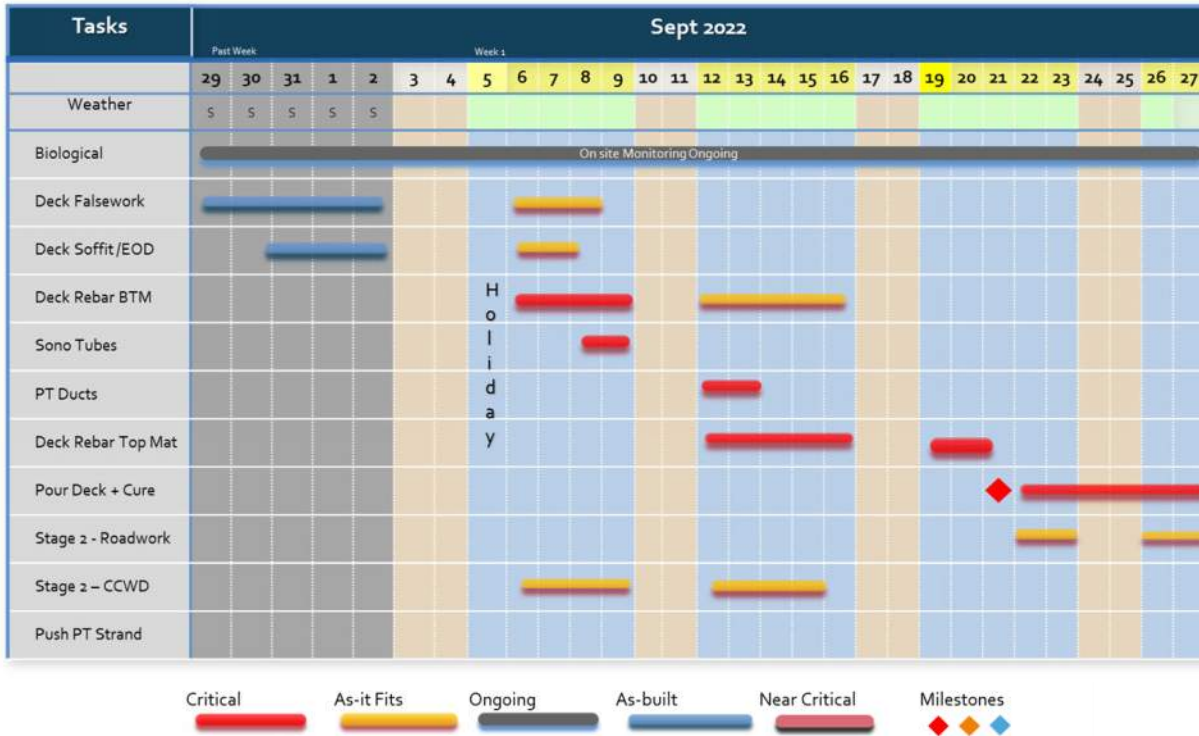 Tasks
Sept 2022
Past Week
Week 1
29 30 31 1 2 3 4 5 6 7 8 9 10 11 12 13 14 15 16 17 18 19 20 21 22 23 24 25 26 27
Weather
S S S S S
Biological
On site Monitoring Ongoing
Deck Falsework
Deck Soffit/EOD
Deck Rebar BTM
Holiday
Sono Tubes
PT Ducts
Deck Rebar Top Mat
Pour Deck + Cure
Stage 2 - Roadwork
Stage 2 – CCWD
Push PT Strand
Critical As-it Fits Ongoing As-built Near Critical Milestones